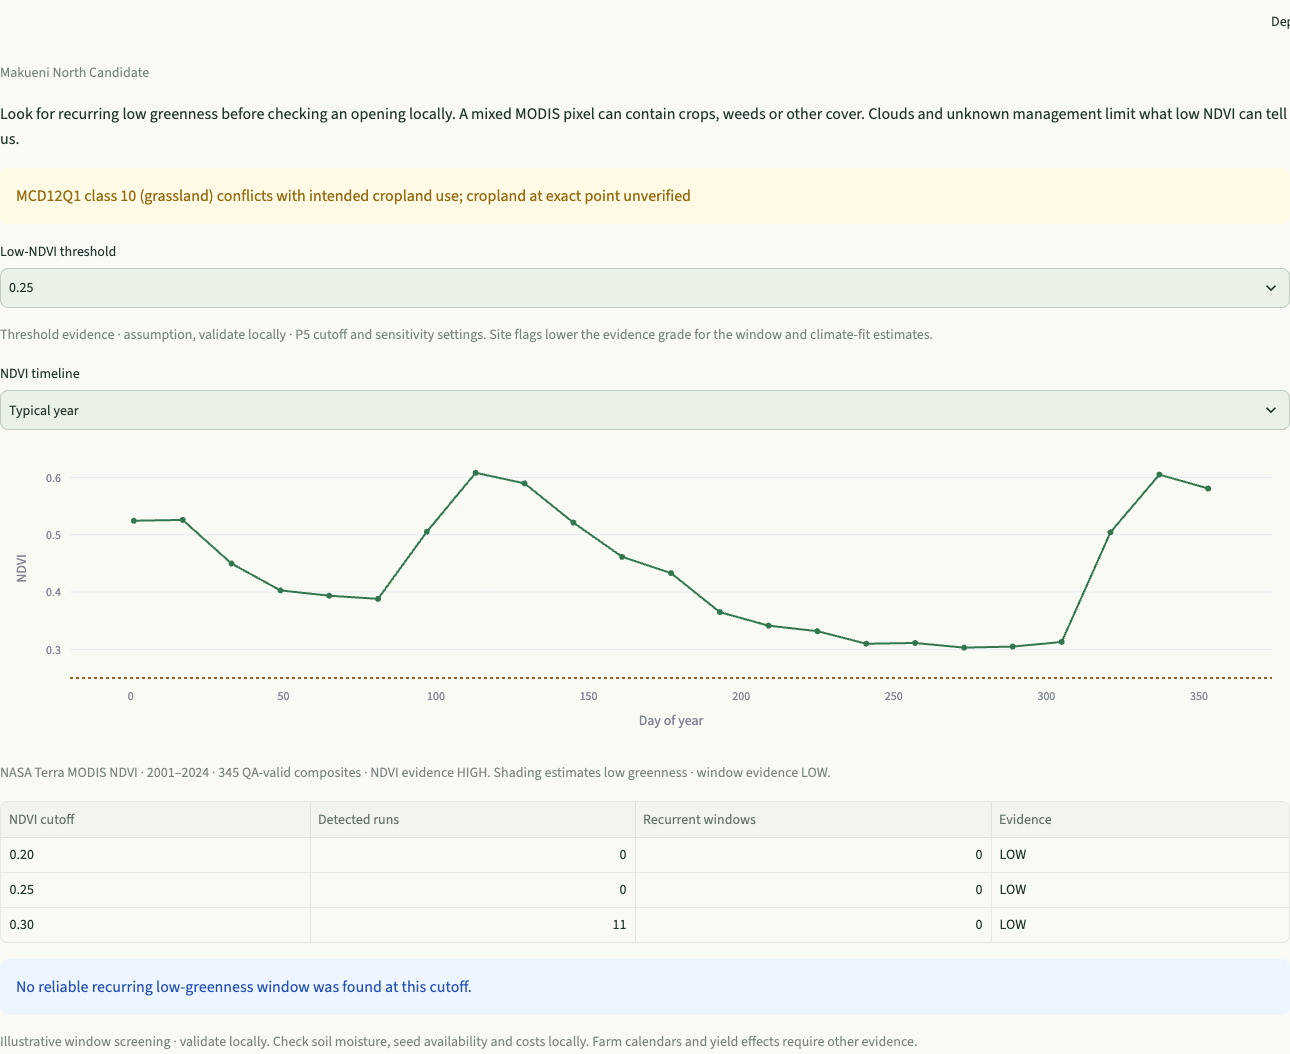 Dep
Makueni North Candidate
Look for recurring low greenness before checking an opening locally. A mixed MODIS pixel can contain crops, weeds or other cover. Clouds and unknown management limit what low NDVI can tell
us.
MCD12Q1 class 10 (grassland) conflicts with intended cropland use; cropland at exact point unverified
Low-NDVI threshold
0.25
Threshold evidence · assumption, validate locally · P5 cutoff and sensitivity settings. Site flags lower the evidence grade for the window and climate-fit estimates.
NDVI timeline
Typical year
0.6
0.5
0.4
0.3
NDVI
0 50 100 150 200 250 300 350
Day of year
NASA Terra MODIS NDVI · 2001–2024 · 345 QA-valid composites · NDVI evidence HIGH. Shading estimates low greenness · window evidence LOW.
NDVI cutoff Detected runs Recurrent windows Evidence
0.20 0 0 LOW
0.25 0 0 LOW
0.30 11 0 LOW
No reliable recurring low-greenness window was found at this cutoff.
Illustrative window screening · validate locally. Check soil moisture, seed availability and costs locally. Farm calendars and yield effects require other evidence.